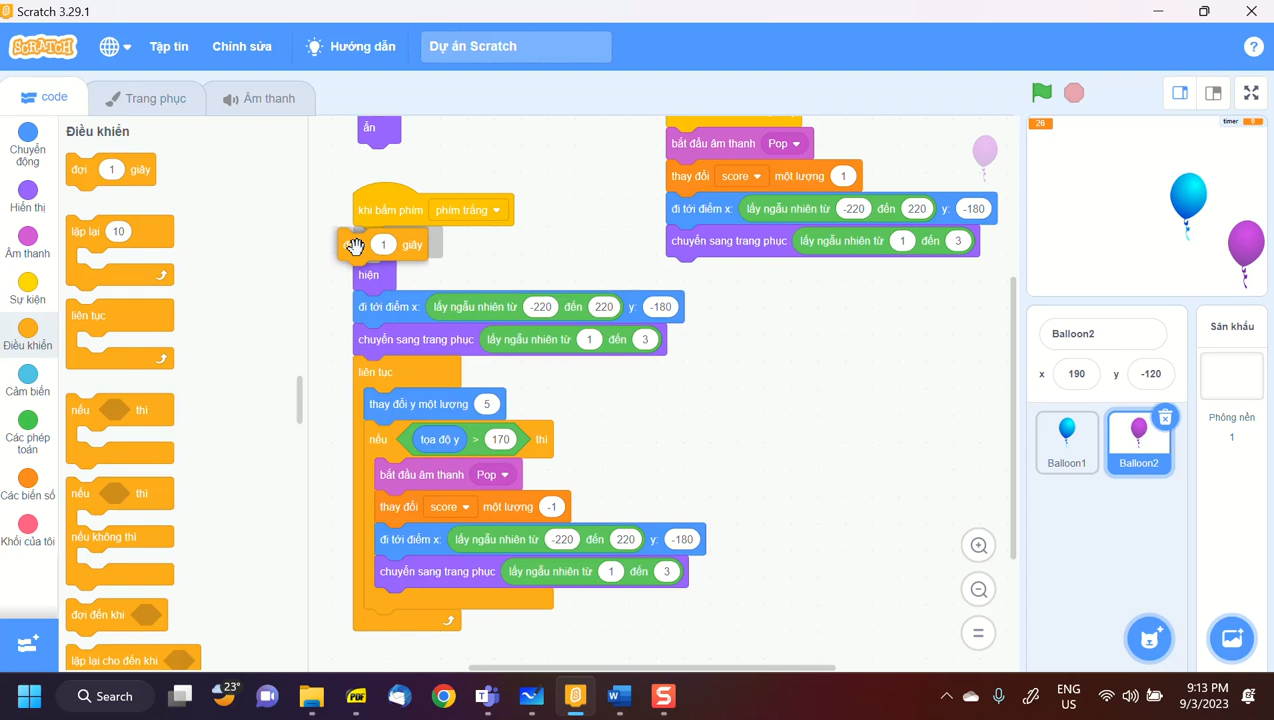 Scratch 3.29.1
SCRATCH
Tập tin
Chỉnh sửa
Hướng dẫn
Dự án Scratch
?
code
Trang phục
Âm thanh
Chuyển động
Hiển thị
Âm thanh
Sự kiện
Điều khiển
Cảm biến
Các phép toán
Các biến số
Khối của tôi
Điều khiển
đợi 1 giây
lặp lại 10
liên tục
nếu thì
nếu thì
nếu không thì
đợi đến khi
lặp lại cho đến khi
ẩn
khi bấm phím phím trắng
1 giây
hiện
đi tới điểm x: lấy ngẫu nhiên từ -220 đến 220 y: -180
chuyển sang trang phục lấy ngẫu nhiên từ 1 đến 3
liên tục
thay đổi y một lượng 5
nếu tọa độ y > 170 thì
bắt đầu âm thanh Pop
thay đổi score một lượng -1
đi tới điểm x: lấy ngẫu nhiên từ -220 đến 220 y: -180
chuyển sang trang phục lấy ngẫu nhiên từ 1 đến 3
bắt đầu âm thanh Pop
thay đổi score một lượng 1
đi tới điểm x: lấy ngẫu nhiên từ -220 đến 220 y: -180
chuyển sang trang phục lấy ngẫu nhiên từ 1 đến 3
26
timer 0
Balloon2
x 190 y -120
Balloon1
Balloon2
Sân khấu
Phông nền
1
Search
23°
PDF
ENG
US
9:13 PM
9/3/2023